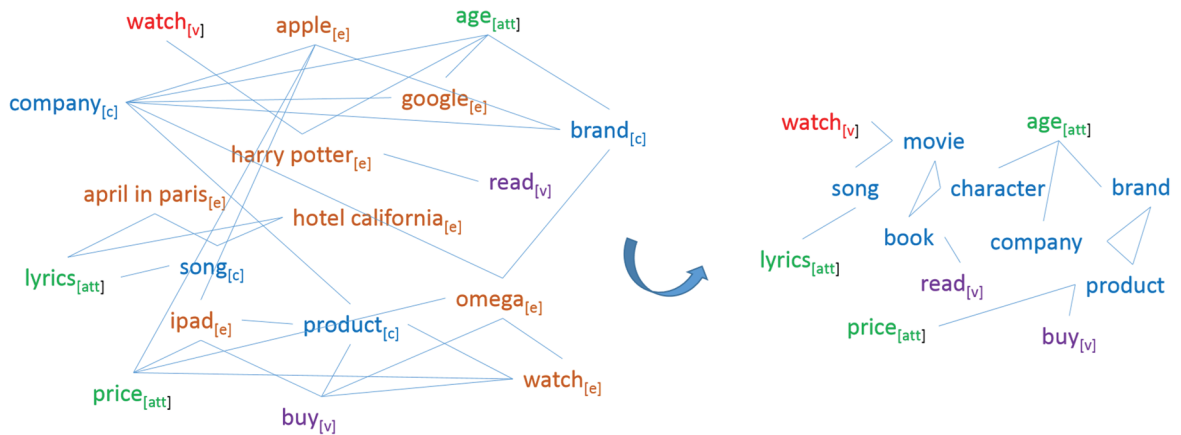 watch[v]
apple[e]
age[att]
company[c]
google[e]
brand[c]
harry potter[e]
read[v]
april in paris[e]
hotel california[e]
lyrics[att]
song[c]
omega[e]
ipad[e]
product[c]
watch[e]
price[att]
buy[v]
watch[v]
age[att]
movie
song
character
brand
book
company
lyrics[att]
read[v]
product
price[att]
buy[v]